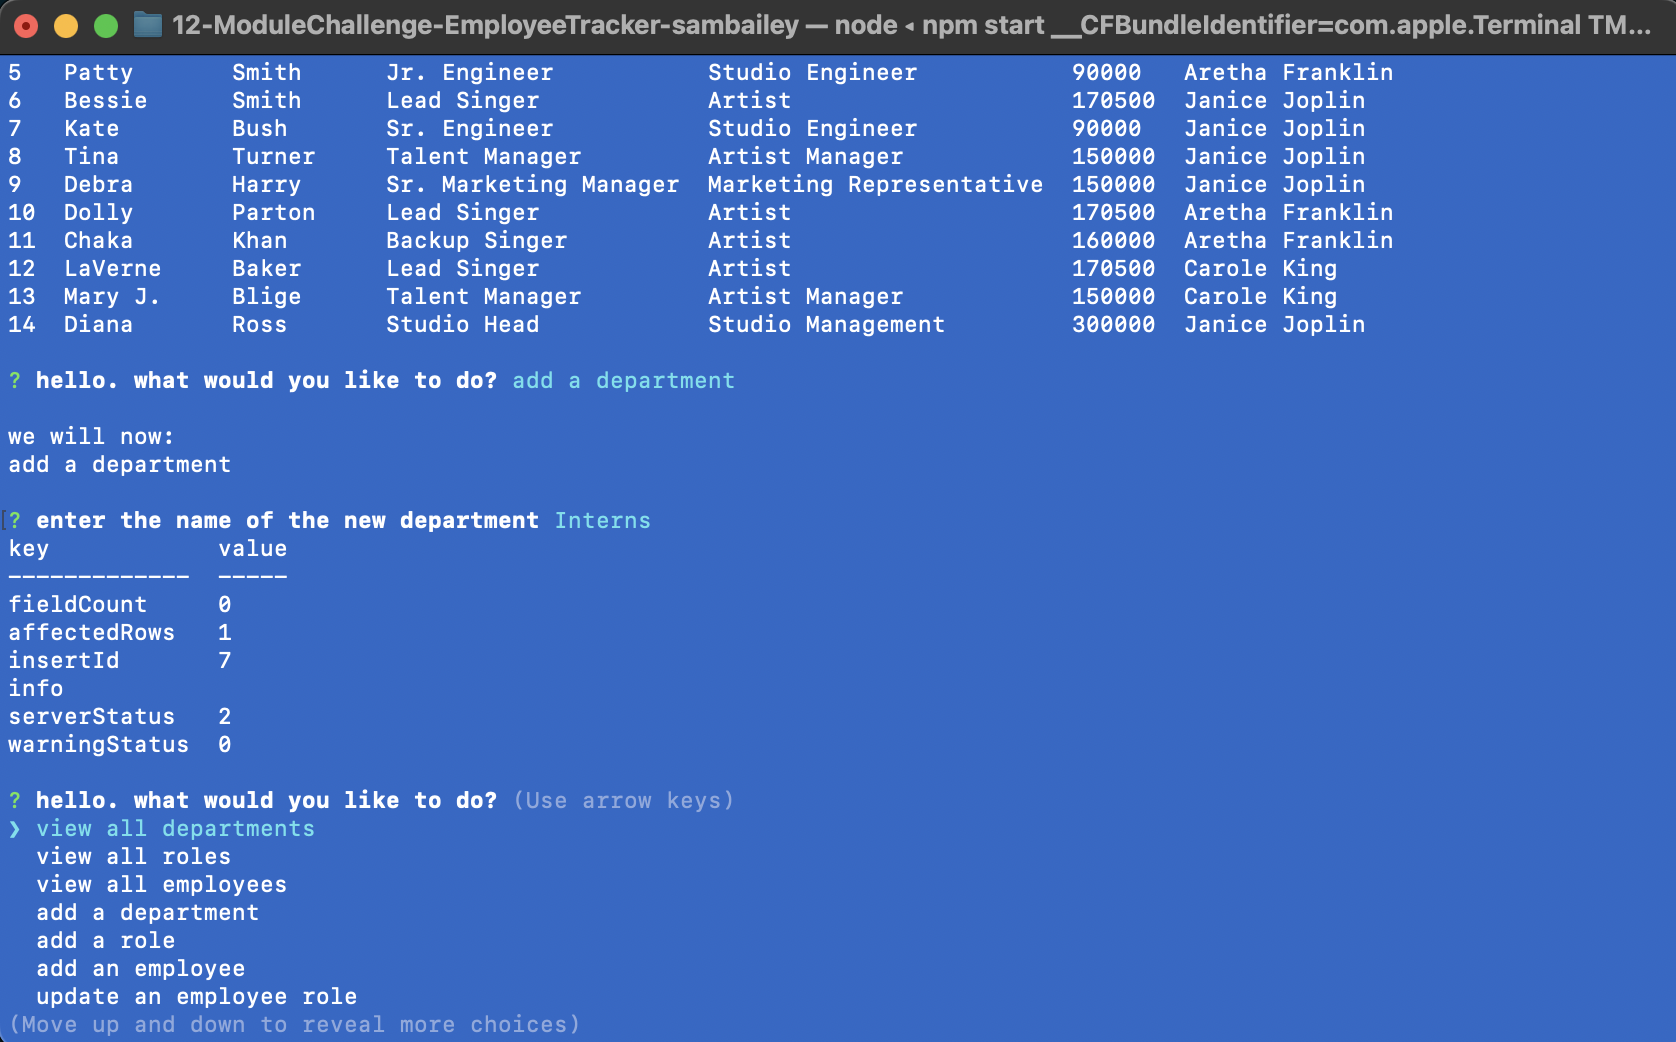 12-ModuleChallenge-EmployeeTracker-sambailey — node ◂ npm start __CFBundleIdentifier=com.apple.Terminal TM...
5   Patty       Smith      Jr. Engineer           Studio Engineer           90000   Aretha Franklin
6   Bessie      Smith      Lead Singer            Artist                    170500  Janice Joplin
7   Kate        Bush       Sr. Engineer           Studio Engineer           90000   Janice Joplin
8   Tina        Turner     Talent Manager         Artist Manager            150000  Janice Joplin
9   Debra       Harry      Sr. Marketing Manager  Marketing Representative  150000  Janice Joplin
10  Dolly       Parton     Lead Singer            Artist                    170500  Aretha Franklin
11  Chaka       Khan       Backup Singer          Artist                    160000  Aretha Franklin
12  LaVerne     Baker      Lead Singer            Artist                    170500  Carole King
13  Mary J.     Blige      Talent Manager         Artist Manager            150000  Carole King
14  Diana       Ross       Studio Head            Studio Management         300000  Janice Joplin
? hello. what would you like to do? add a department
we will now:
add a department
[? enter the name of the new department Interns
key            value
-------------  -----
fieldCount     0
affectedRows   1
insertId       7
info
serverStatus   2
warningStatus  0
? hello. what would you like to do? (Use arrow keys)
❯ view all departments
  view all roles
  view all employees
  add a department
  add a role
  add an employee
  update an employee role
(Move up and down to reveal more choices)